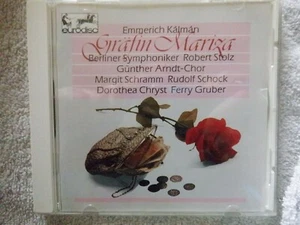 eurodisc
Emmerich Kálmán
Gräfin Mariza
Berliner Symphoniker Robert Stolz
Günther Arndt-Chor
Margit Schramm Rudolf Schock
Dorothea Chryst Ferry Gruber